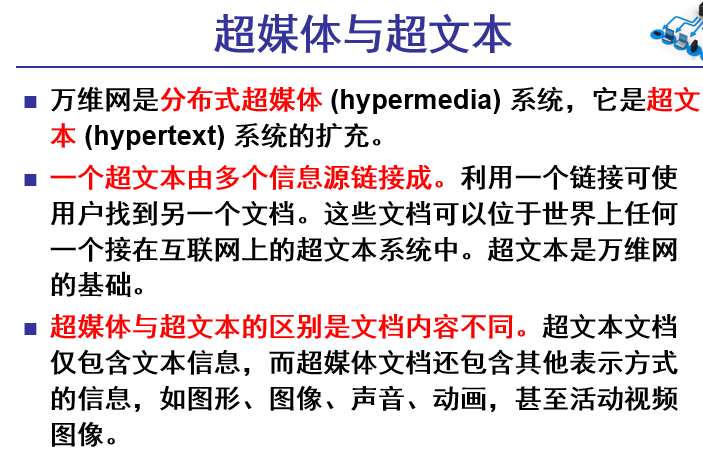 超媒体与超文本
■ 万维网是分布式超媒体 (hypermedia) 系统，它是超文
本 (hypertext) 系统的扩充。
■ 一个超文本由多个信息源链接成。利用一个链接可使
用户找到另一个文档。这些文档可以位于世界上任何
一个接在互联网上的超文本系统中。超文本是万维网
的基础。
■ 超媒体与超文本的区别是文档内容不同。超文本文档
仅包含文本信息，而超媒体文档还包含其他表示方式
的信息，如图形、图像、声音、动画，甚至活动视频
图像。